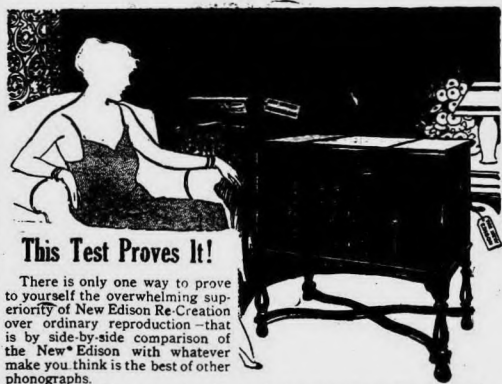 This Test Proves It!
There is only one way to prove
to yourself the overwhelming sup-
eriority of New Edison Re-Creation
over ordinary reproduction—that
is by side-by-side comparison of
the New Edison with whatever
make you think is the best of other
phonographs.